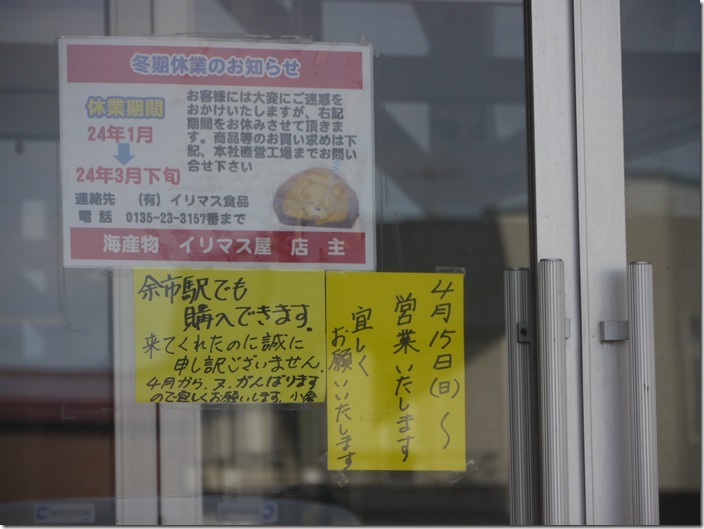 冬期休業のお知らせ
休業期間
24年1月
24年3月下旬
お客様には大変にご迷惑を
おかけいたしますが、右記
期間をお休みさせて頂きま
す。商品等のお買い求めは下
記、本社直営工場までお問い
合せ下さい
連絡先 （有）イリマス食品
電 話 0135-23-3157番まで
海産物 イリマス屋 店 主
余市駅でも
購入できます.
来てくれたのに誠に
申し訳ございません.
4月から.ヌ.がんばります
ので宜しくお願いします.小倉
4月15日(日)～
営業いたします
宜しく
お願いいたします